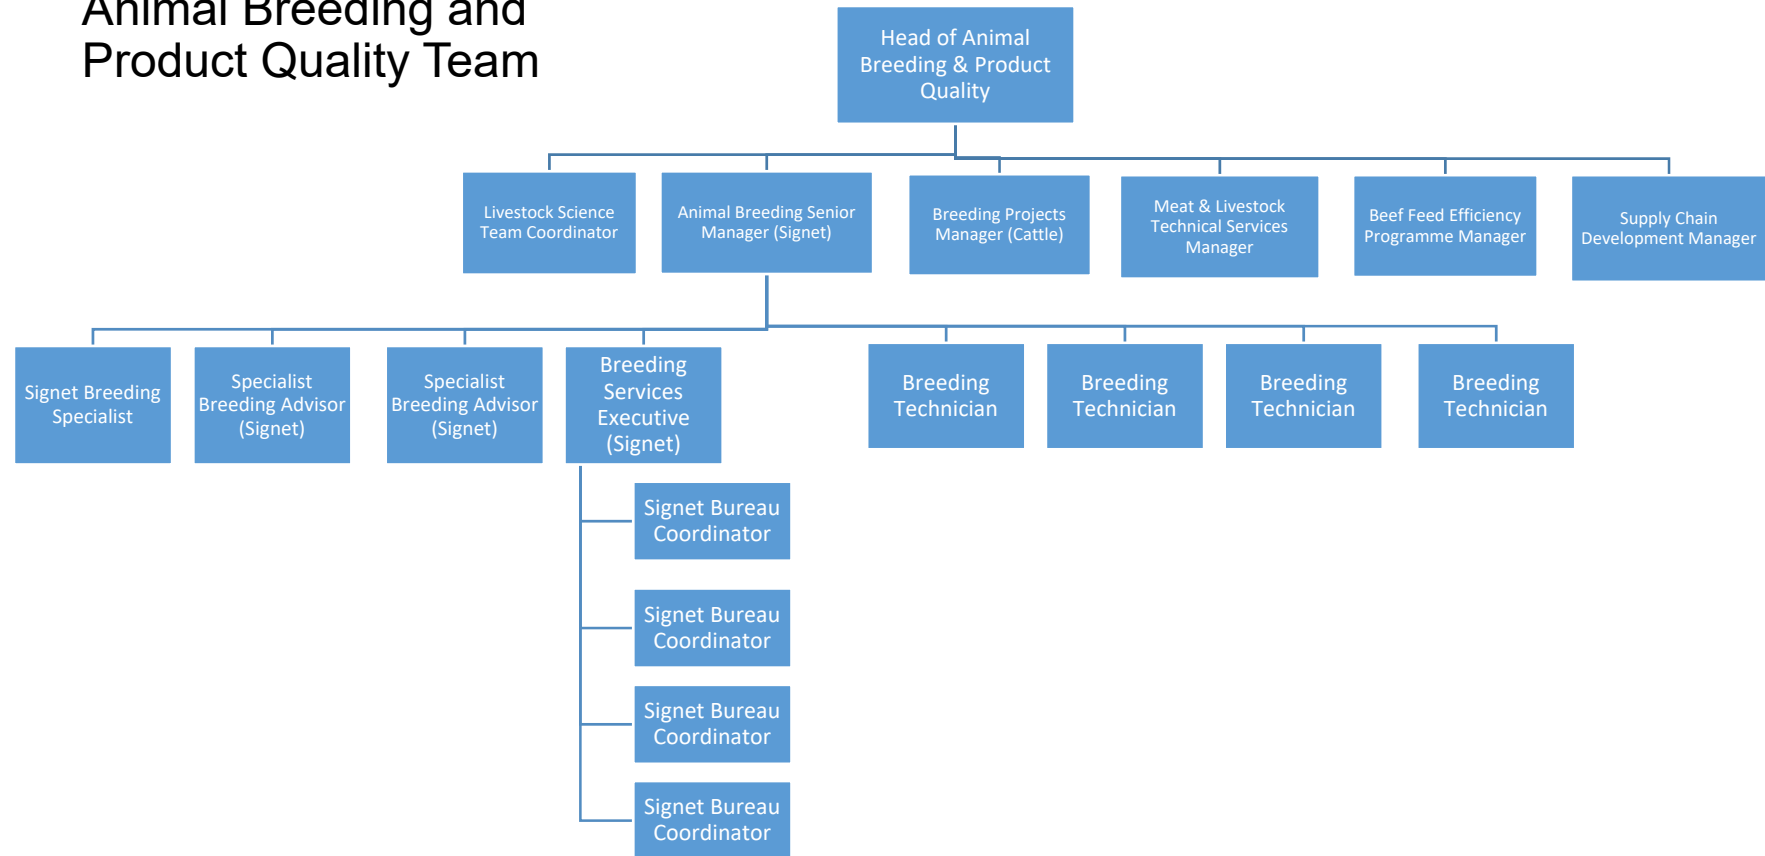 Animal Breeding and
Product Quality Team
Head of Animal
Breeding & Product
Quality
Livestock Science
Team Coordinator
Animal Breeding Senior
Manager (Signet)
Breeding Projects
Manager (Cattle)
Meat & Livestock
Technical Services
Manager
Beef Feed Efficiency
Programme Manager
Supply Chain
Development Manager
Signet Breeding
Specialist
Specialist
Breeding Advisor
(Signet)
Specialist
Breeding Advisor
(Signet)
Breeding
Services
Executive
(Signet)
Breeding
Technician
Breeding
Technician
Breeding
Technician
Breeding
Technician
Signet Bureau
Coordinator
Signet Bureau
Coordinator
Signet Bureau
Coordinator
Signet Bureau
Coordinator